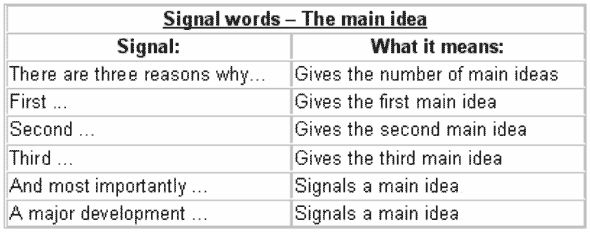 Signal words – The main idea
Signal: What it means:
There are three reasons why… Gives the number of main ideas
First ... Gives the first main idea
Second … Gives the second main idea
Third … Gives the third main idea
And most importantly … Signals a main idea
A major development … Signals a main idea